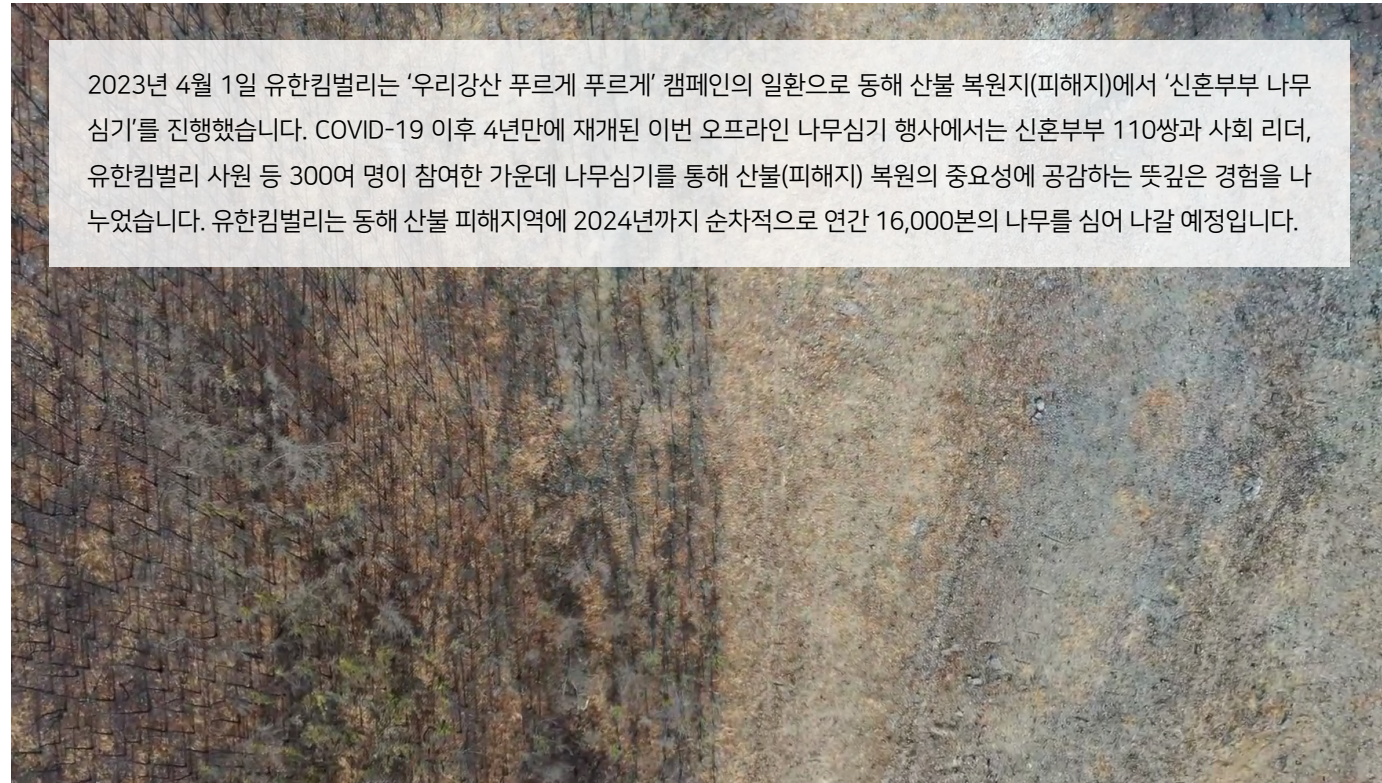 2023년 4월 1일 유한킴벌리는 ‘우리강산 푸르게 푸르게’ 캠페인의 일환으로 동해 산불 복원지(피해지)에서 ‘신혼부부 나무
심기’를 진행했습니다. COVID-19 이후 4년만에 재개된 이번 오프라인 나무심기 행사에서는 신혼부부 110쌍과 사회 리더,
유한킴벌리 사원 등 300여 명이 참여한 가운데 나무심기를 통해 산불(피해지) 복원의 중요성에 공감하는 뜻깊은 경험을 나
누었습니다. 유한킴벌리는 동해 산불 피해지역에 2024년까지 순차적으로 연간 16,000본의 나무를 심어 나갈 예정입니다.